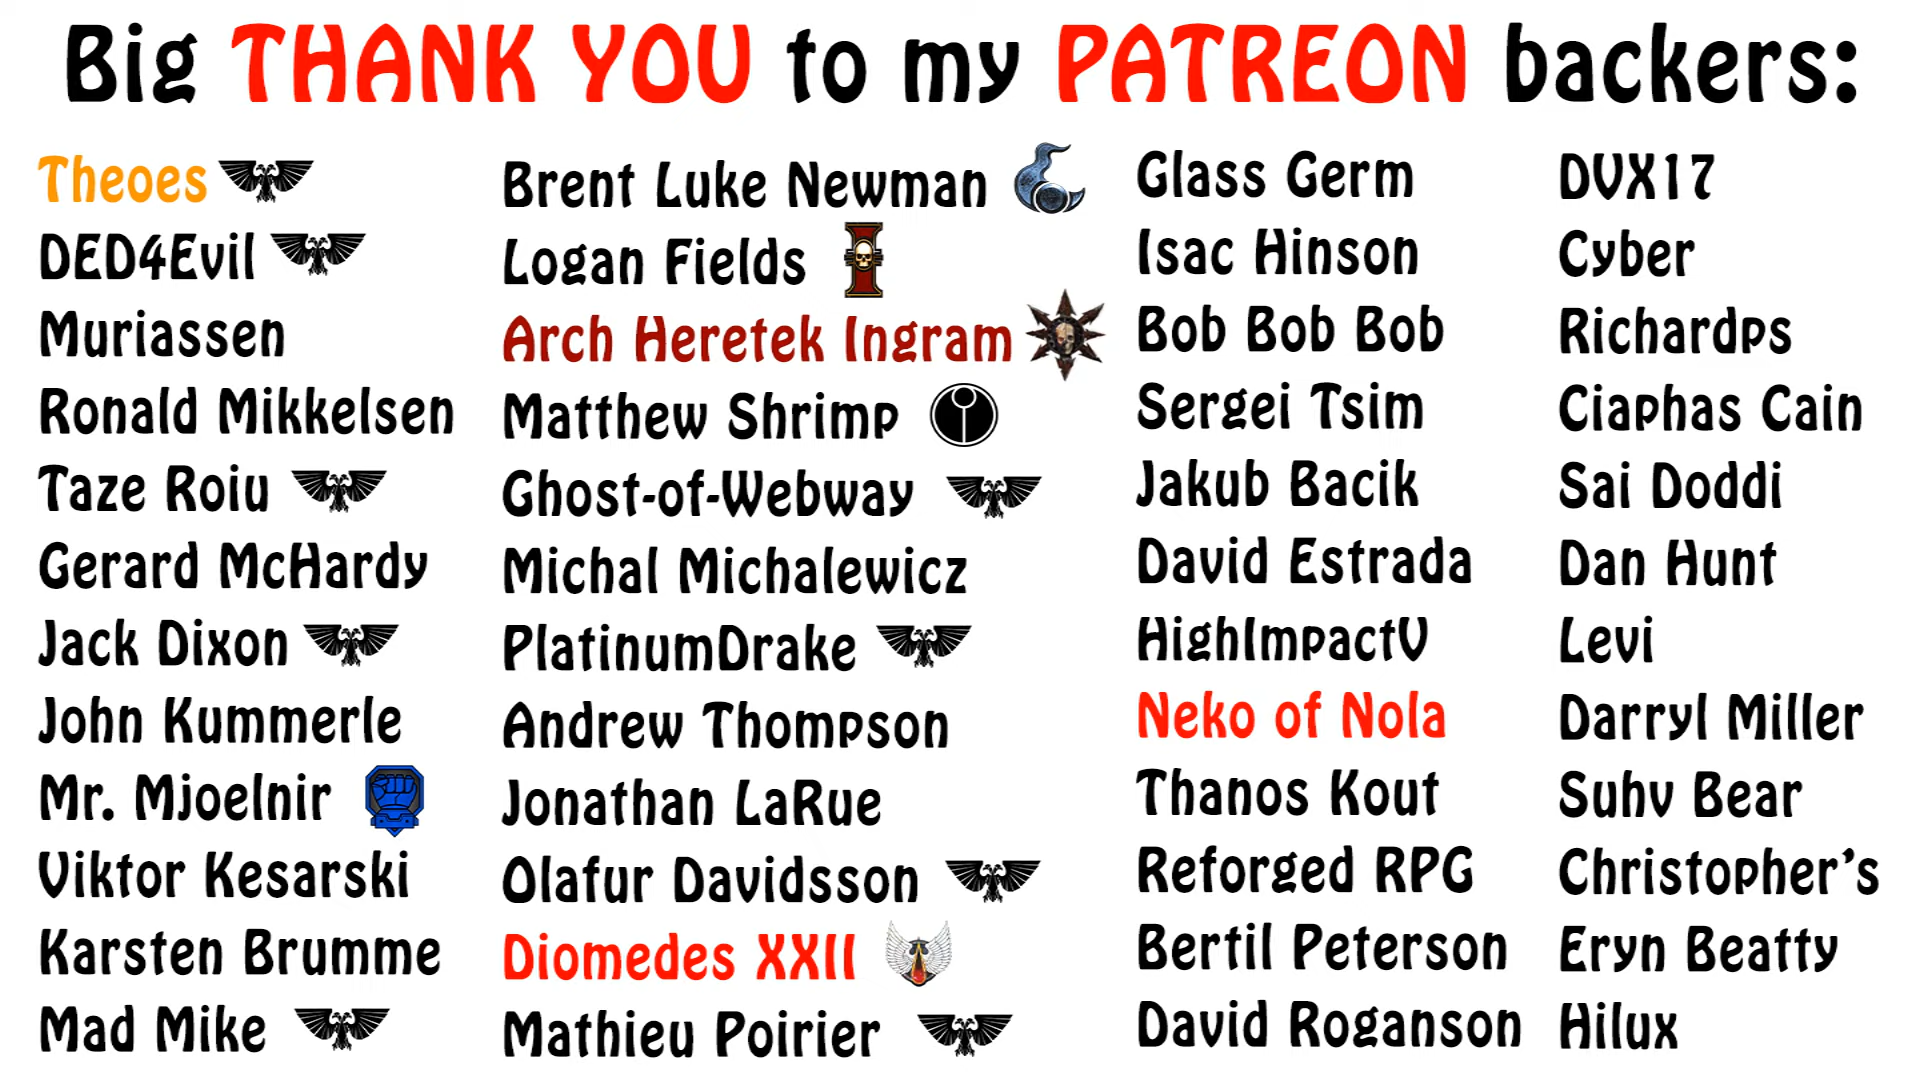 Big THANK YOU to my PATREON backers:
Theoes
DED4Evil
Muriassen
Ronald Mikkelsen
Taze Roiu
Gerard McHardy
Jack Dixon
John Kummerle
Mr. Mjoelnir
Viktor Kesarski
Karsten Brumme
Mad Mike
Brent Luke Newman
Logan Fields
Arch Heretek Ingram
Matthew Shrimp
Ghost-of-Webway
Michal Michalewicz
PlatinumDrake
Andrew Thompson
Jonathan LaRue
Olafur Davidsson
Diomedes XXII
Mathieu Poirier
Glass Germ
Isac Hinson
Bob Bob Bob
Sergei Tsim
Jakub Bacik
David Estrada
HighImpactV
Neko of Nola
Thanos Kout
Reforged RPG
Bertil Peterson
David Roganson
DVX17
Cyber
Richardps
Ciaphas Cain
Sai Doddi
Dan Hunt
Levi
Darryl Miller
Suhv Bear
Christopher's
Eryn Beatty
Hilux